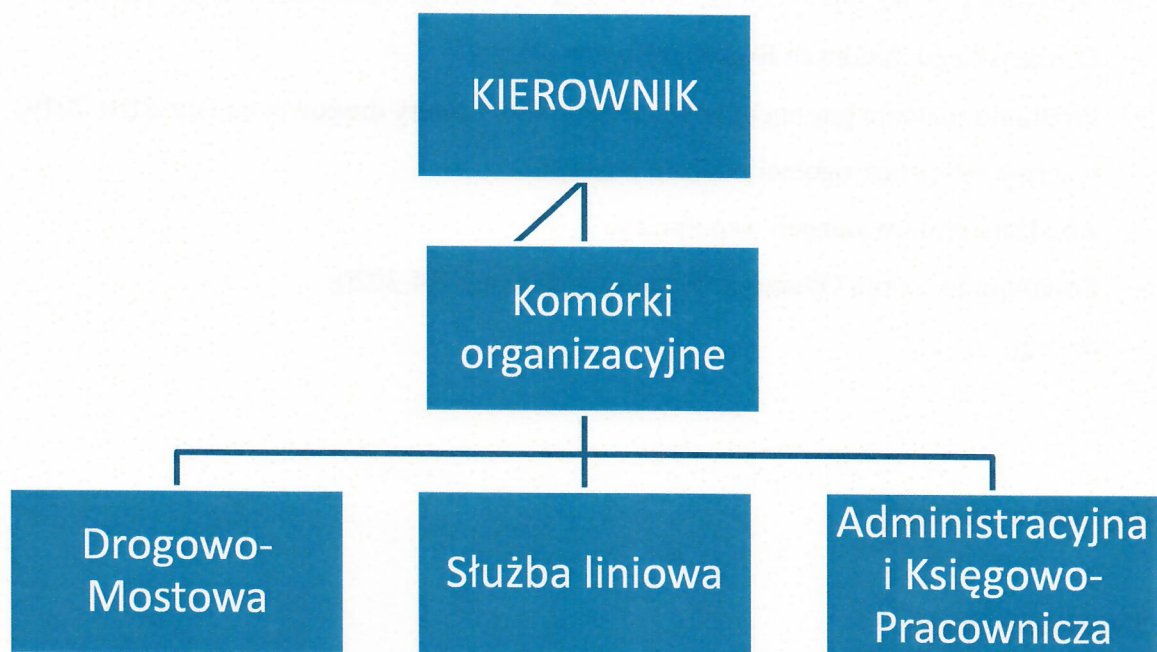 KIEROWNIK
Komórki
organizacyjne
Drogowo-
Mostowa
Służba liniowa
Administracyjna
i Księgowo-
Pracownicza